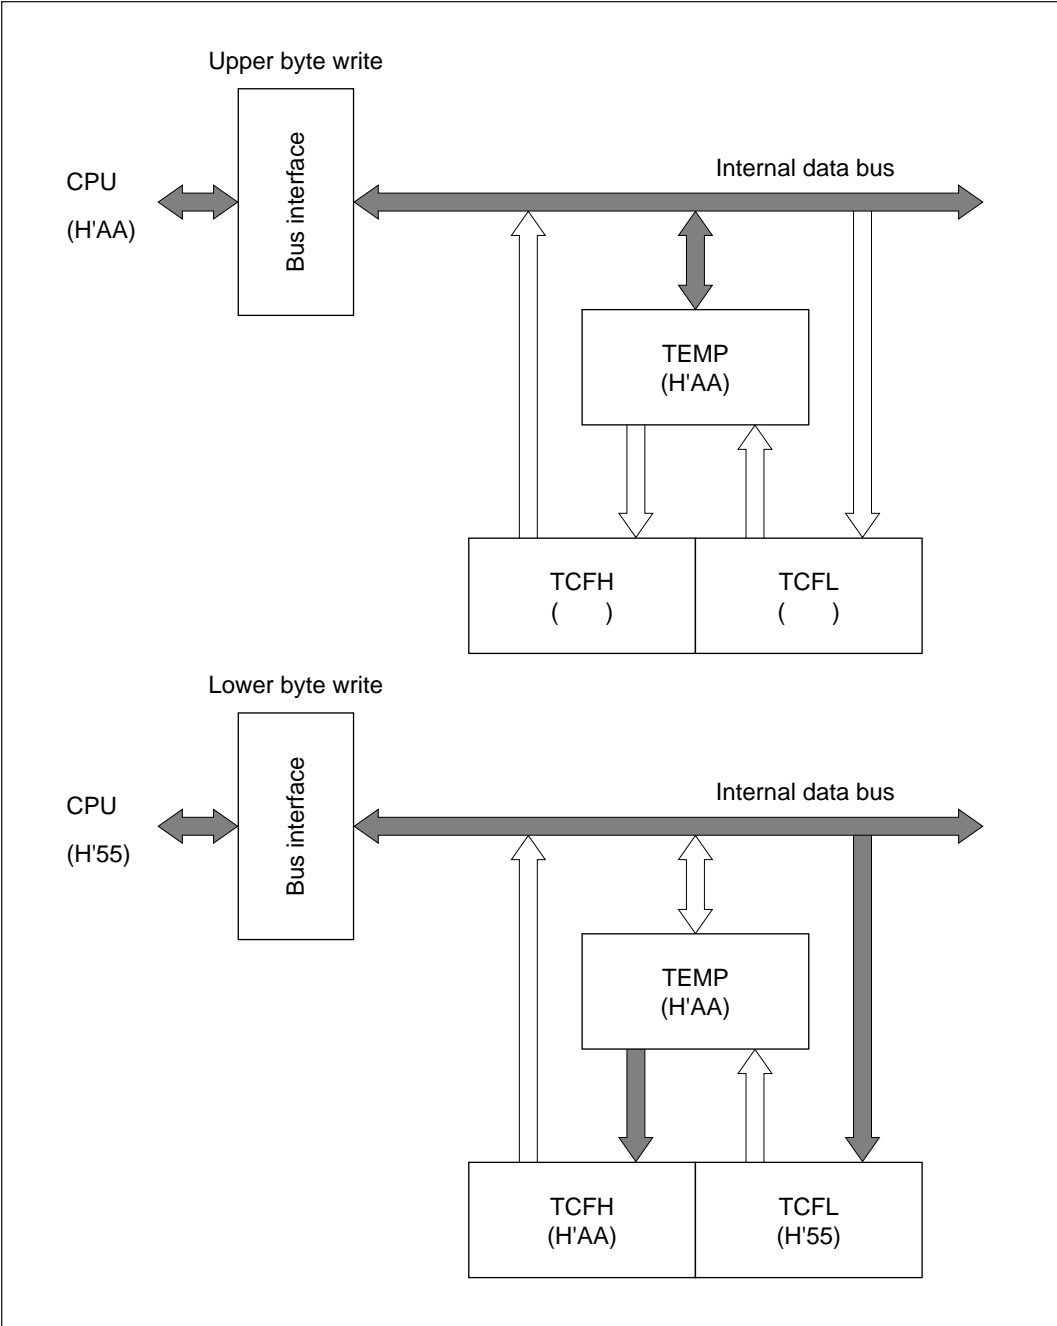 Upper byte write
CPU
(H'AA)
Bus interface
Internal data bus
TEMP
(H'AA)
TCFH
(    )
TCFL
(    )
Lower byte write
CPU
(H'55)
Bus interface
Internal data bus
TEMP
(H'AA)
TCFH
(H'AA)
TCFL
(H'55)